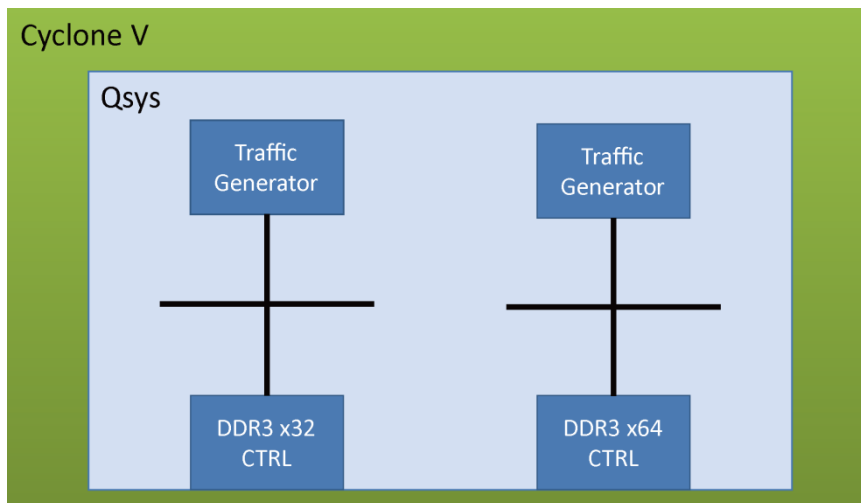 Cyclone V
Qsys
Traffic
Generator
Traffic
Generator
DDR3 x32
CTRL
DDR3 x64
CTRL